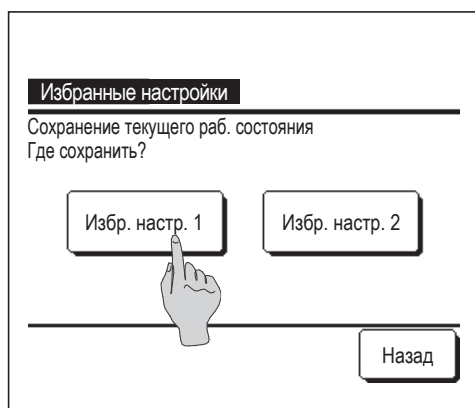 Избранные настройки
Сохранение текущего раб. состояния
Где сохранить?
Избр. настр. 1
Избр. настр. 2
Назад